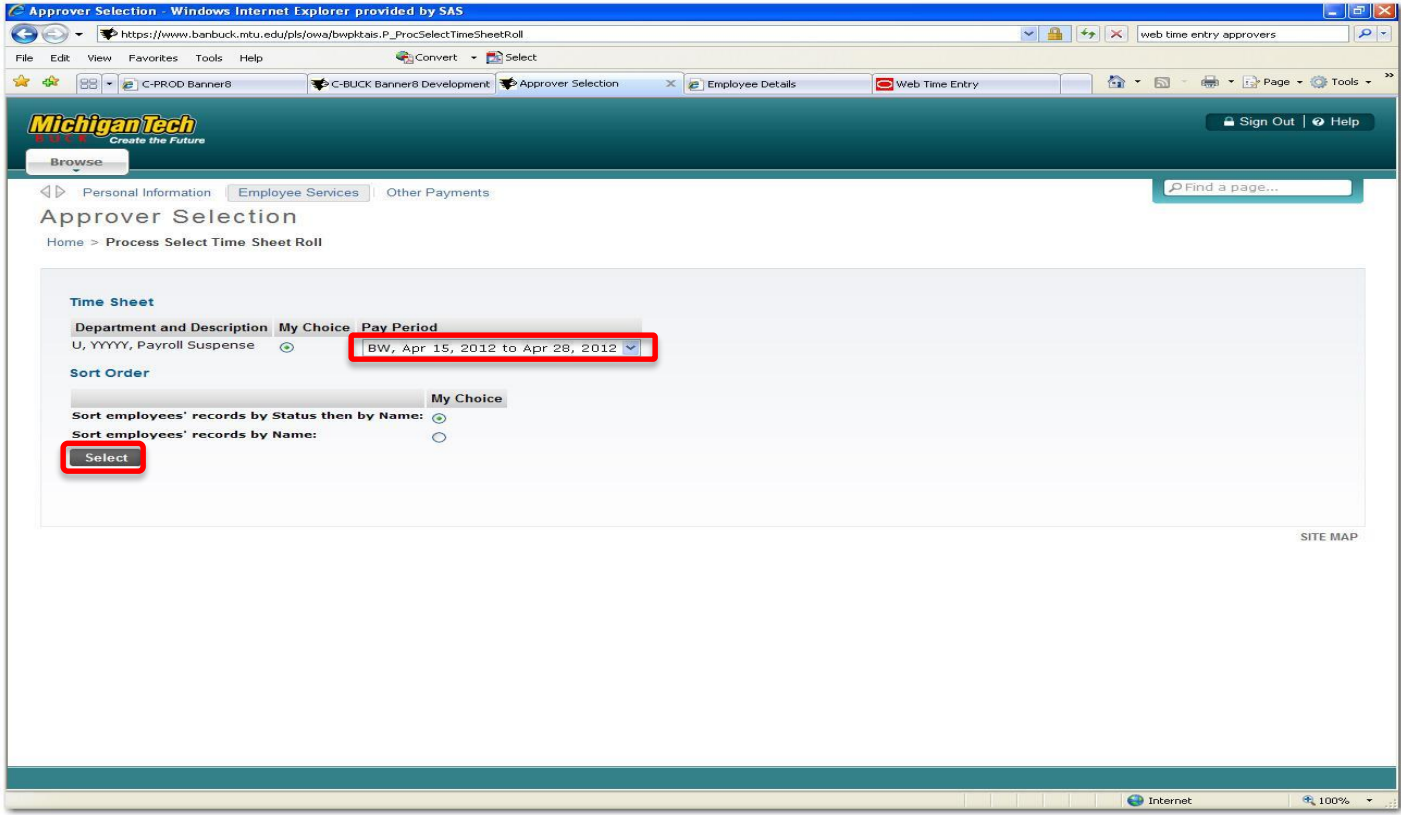 Approver Selection - Windows Internet Explorer provided by SAS
https://www.banbuck.mtu.edu/pls/owa/bwpktais.P_ProcSelectTimeSheetRoll
web time entry approvers
File Edit View Favorites Tools Help
Convert Select
C-PROD Banner8 C-BUCK Banner8 Development Approver Selection Employee Details Web Time Entry Page Tools
Michigan Tech
BUCK Create the Future
Sign Out | Help
Browse
Personal Information Employee Services Other Payments
Find a page...
Approver Selection
Home > Process Select Time Sheet Roll
Time Sheet
Department and Description My Choice Pay Period
U, YYYY, Payroll Suspense BW, Apr 15, 2012 to Apr 28, 2012
Sort Order
My Choice
Sort employees' records by Status then by Name:
Sort employees' records by Name:
Select
SITE MAP
Internet 100%